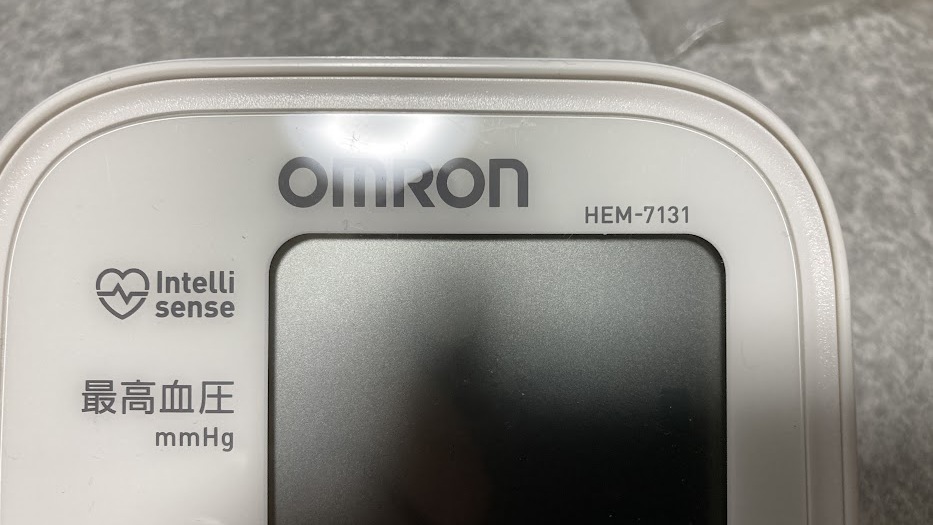 OMRON
HEM-7131
Intelli
sense
最高血圧
mmHg